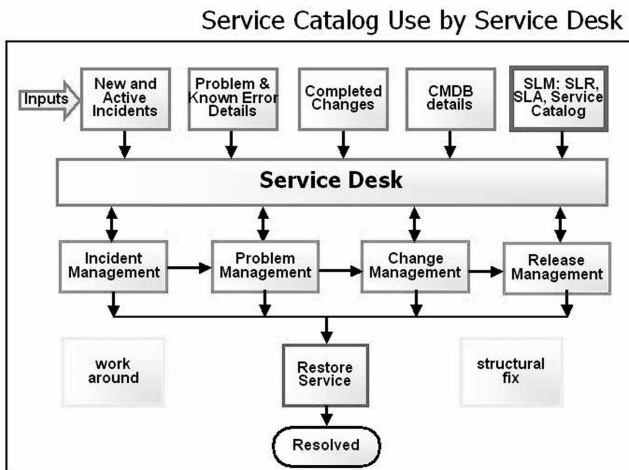 Service Catalog Use by Service Desk
Inputs
New and
Active
Incidents
Problem &
Known Error
Details
Completed
Changes
CMDB
details
SLM: SLR,
SLA, Service
Catalog
Service Desk
Incident
Management
Problem
Management
Change
Management
Release
Management
work
around
Restore
Service
structural
fix
Resolved